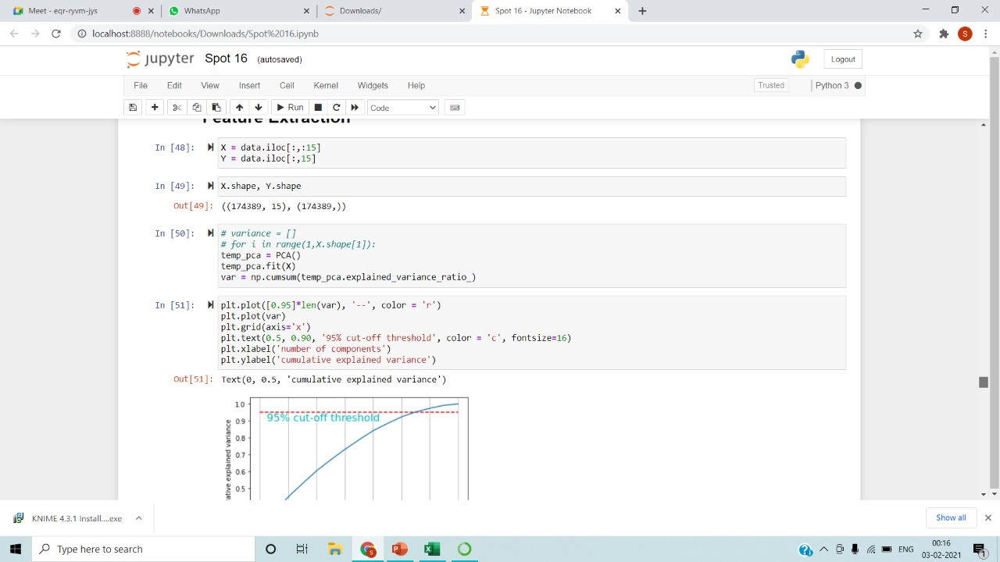 Meet - eqr-ryvm-jys
WhatsApp
Downloads/
Spot 16 - Jupyter Notebook
localhost:8888/notebooks/Downloads/Spot%2016.ipynb
S
jupyter Spot 16 (autosaved)
Logout
File Edit View Insert Cell Kernel Widgets Help
Trusted
Python 3
Run
Code
Feature Extraction
In [48]:
X = data.iloc[:,:15]
Y = data.iloc[:,15]
In [49]:
X.shape, Y.shape
Out[49]: ((174389, 15), (174389,))
In [50]:
# variance = []
# for i in range(1,X.shape[1]):
temp_pca = PCA()
temp_pca.fit(X)
var = np.cumsum(temp_pca.explained_variance_ratio_)
In [51]:
plt.plot([0.95]*len(var), '--', color = 'r')
plt.plot(var)
plt.grid(axis='x')
plt.text(0.5, 0.90, '95% cut-off threshold', color = 'c', fontsize=16)
plt.xlabel('number of components')
plt.ylabel('cumulative explained variance')
Out[51]: Text(0, 0.5, 'cumulative explained variance')
1.0
0.9
0.8
0.7
0.6
0.5
95% cut-off threshold
ative explained variance
KNIME 4.3.1 Install....exe
Show all
Type here to search
S
ENG
00:16
03-02-2021
1